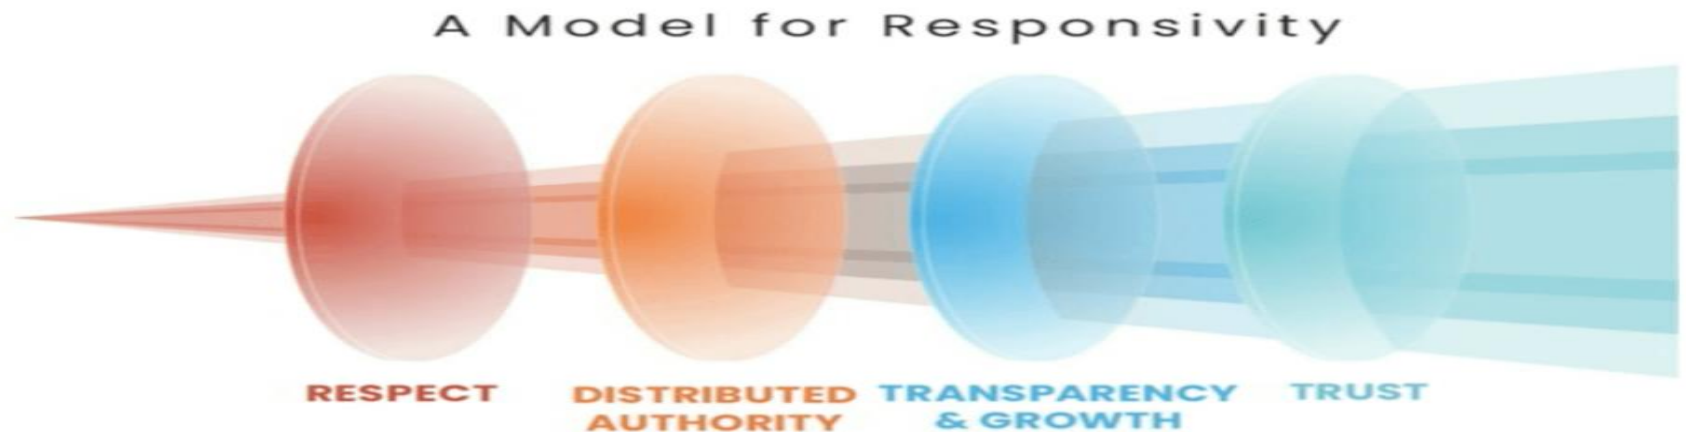 A Model for Responsivity
RESPECT
DISTRIBUTED
AUTHORITY
TRANSPARENCY
& GROWTH
TRUST